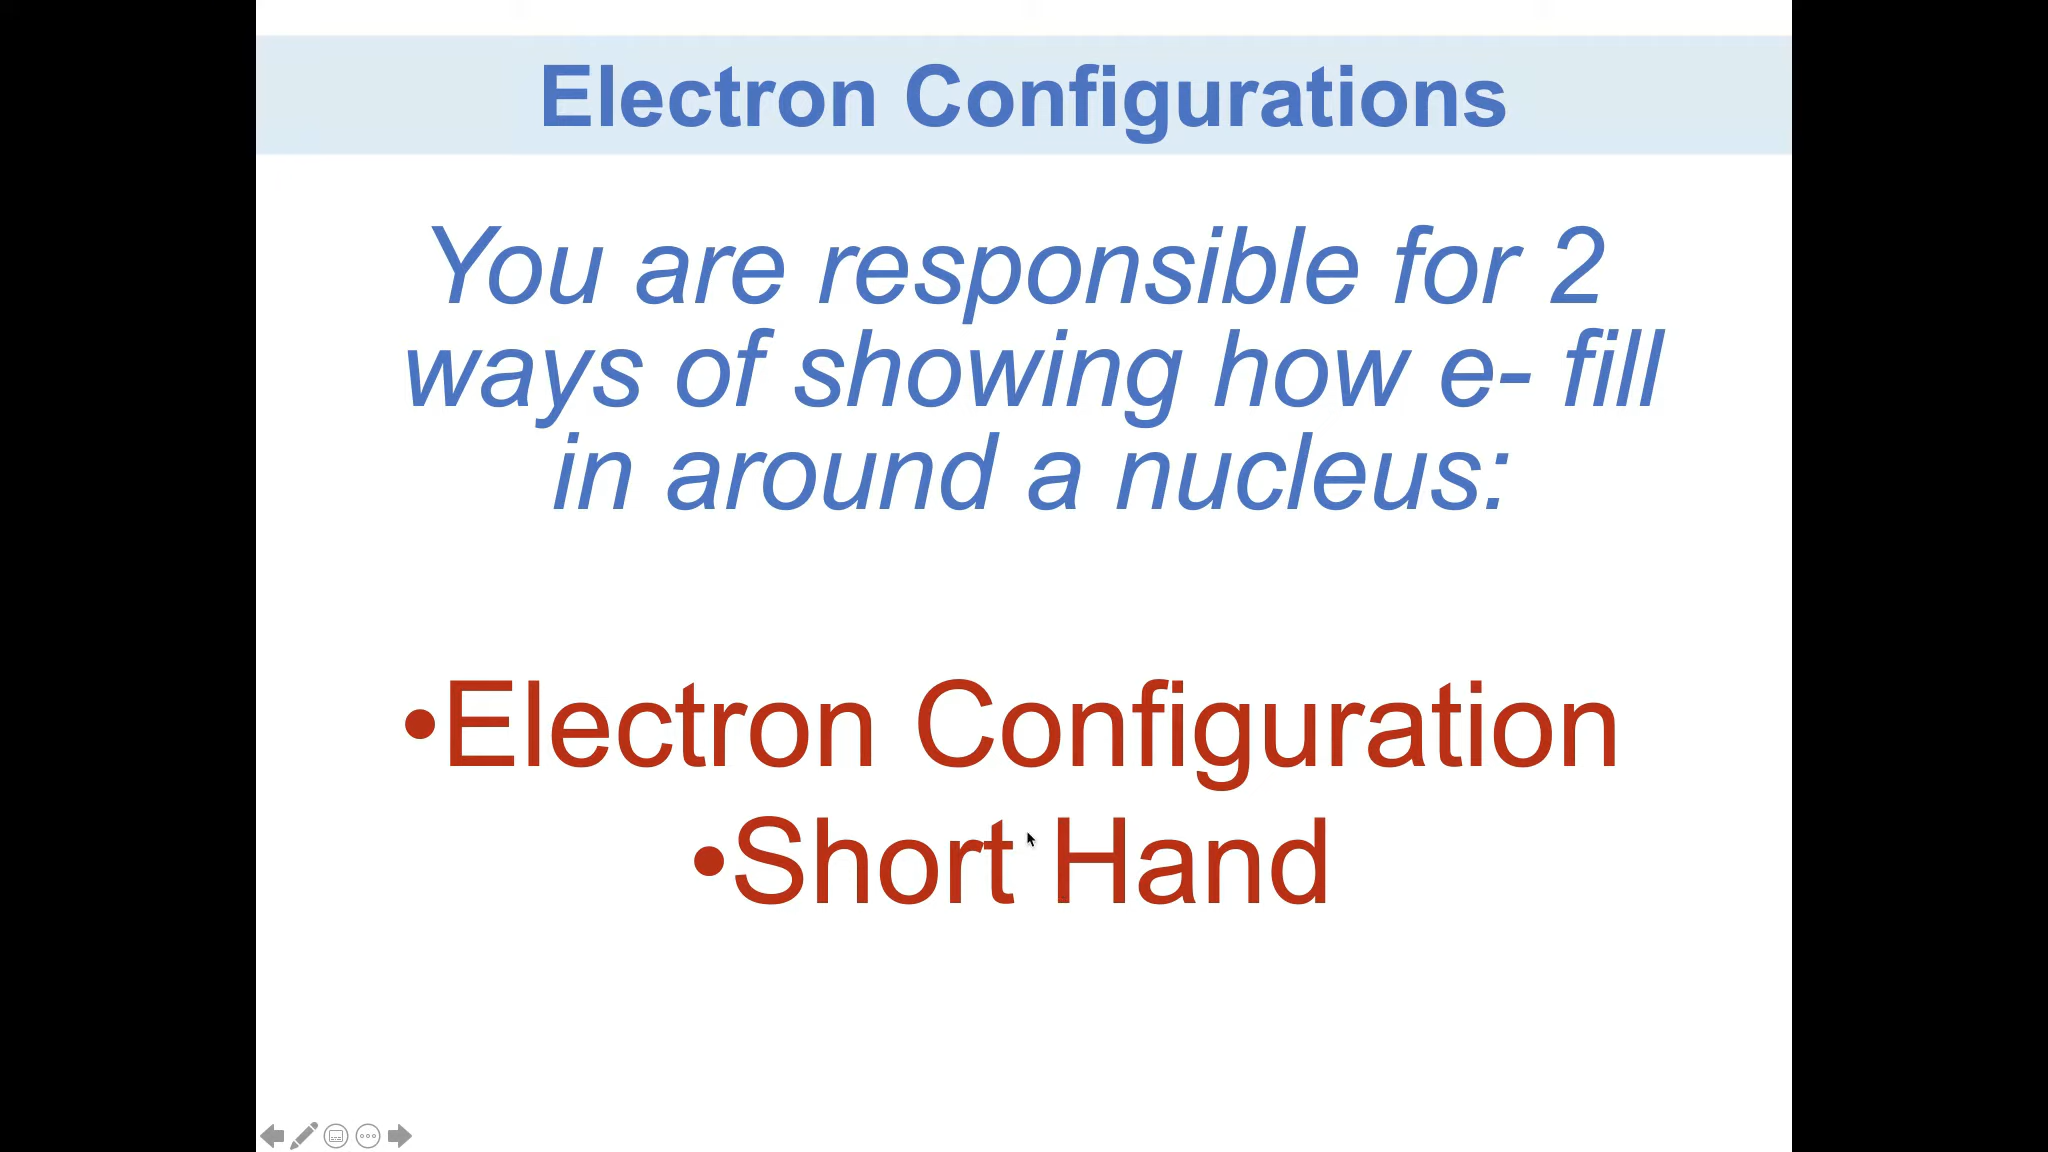 Electron Configurations
You are responsible for 2
ways of showing how e- fill
in around a nucleus:
•Electron Configuration
•Short Hand